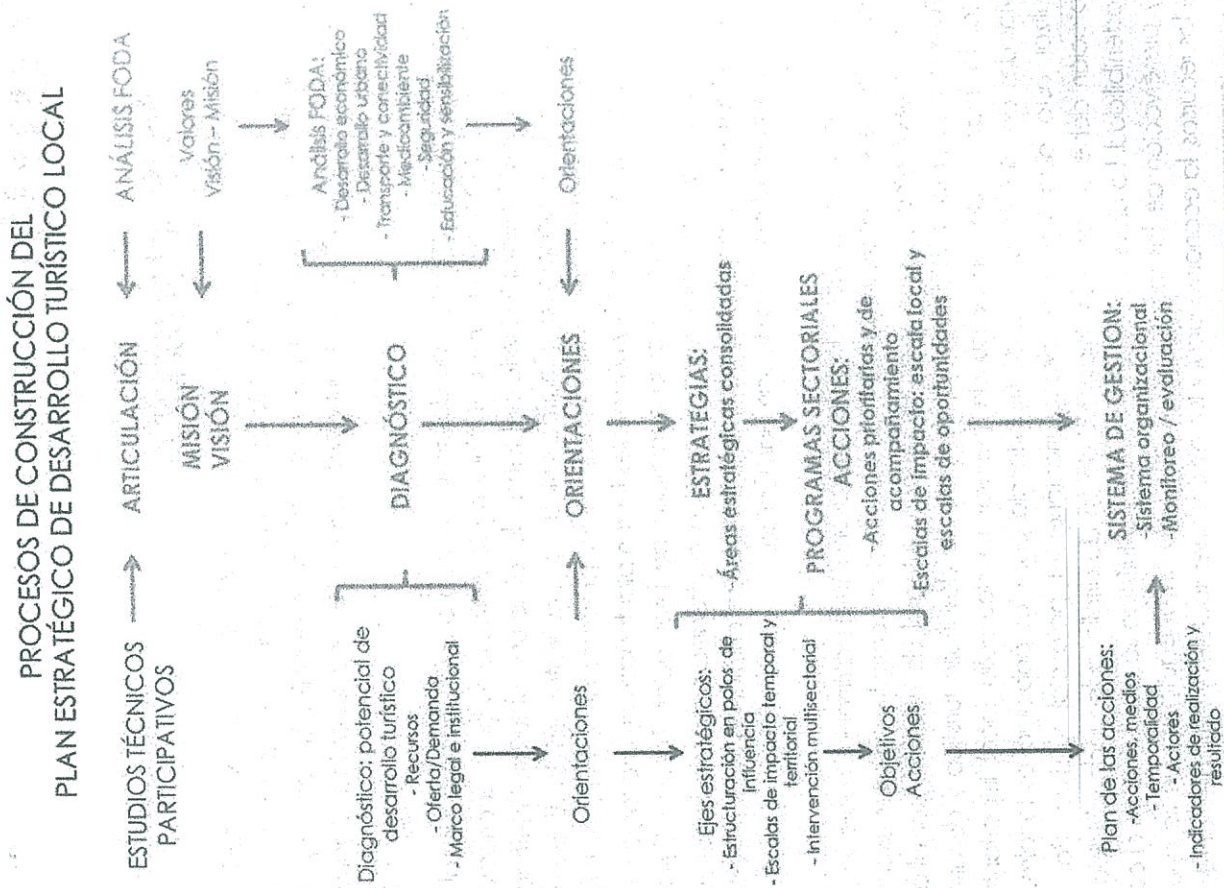 PROCESOS DE CONSTRUCCIÓN DEL
PLAN ESTRATÉGICO DE DESARROLLO TURÍSTICO LOCAL
ESTUDIOS TÉCNICOS
PARTICIPATIVOS
ARTICULACIÓN
ANÁLISIS FODA
MISIÓN
VISIÓN
Valores
Visión – Misión
Diagnóstico: potencial de
desarrollo turístico
- Recursos
- Oferta/Demanda
- Marco legal e institucional
DIAGNÓSTICO
Análisis FODA:
- Desarrollo económico
- Desarrollo urbano
- Transporte y conectividad
- Medioambiente
- Seguridad
- Educación y sensibilización
Orientaciones
ORIENTACIONES
Orientaciones
Ejes estratégicos:
- Estructuración en polos de
influencia
- Escalas de impacto temporal y
territorial
- Intervención multisectorial
ESTRATEGIAS:
-Áreas estratégicas consolidadas
PROGRAMAS SECTORIALES
ACCIONES:
-Acciones prioritarias y de
acompañamiento
-Escalas de impacto: escala local y
escalas de oportunidades
Objetivos
Acciones
Plan de las acciones:
-Acciones, medios
- Temporalidad
- Actores
- Indicadores de realización y
resultado
SISTEMA DE GESTION:
-Sistema organizacional
-Monitoreo / evaluación